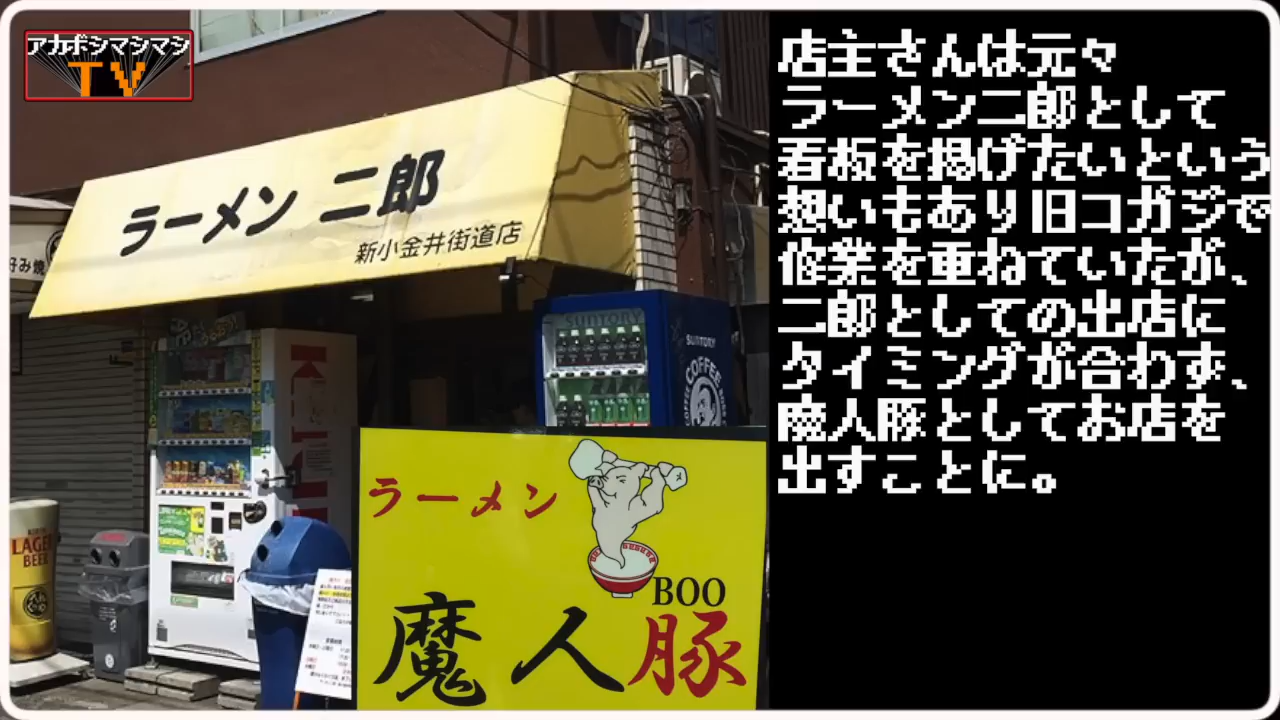 アカボシマシマシ
TV
ラーメン 二郎
新小金井街道店
好み焼
SUNTORY
SUNTORY
COFFEE
LAGER
BEER
ラーメン
BOO
魔人豚
店主さんは元々
ラーメン二郎として
看板を掲げたいという
想いもあり旧コガジで
修業を重ねていたが、
二郎としての出店に
タイミングが合わず、
魔人豚としてお店を
出すことに。